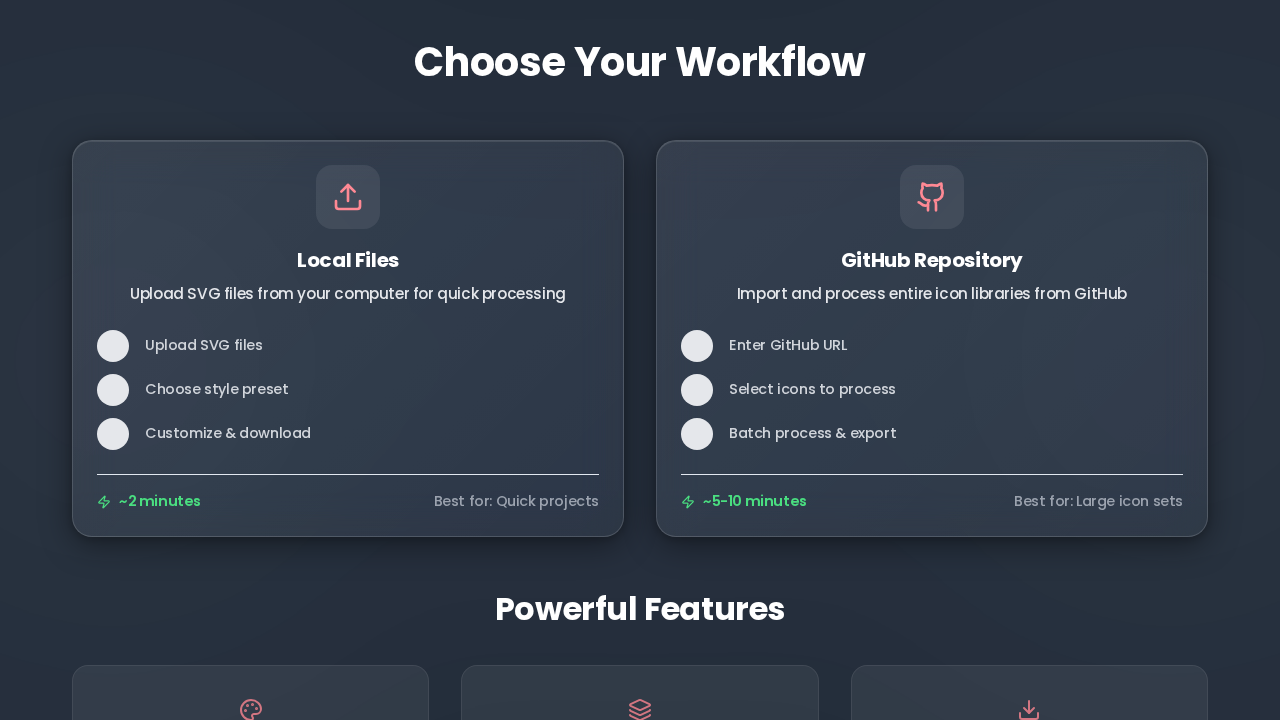 Choose Your Workflow
Local Files
Upload SVG files from your computer for quick processing
Upload SVG files
Choose style preset
Customize & download
~2 minutes
Best for: Quick projects
GitHub Repository
Import and process entire icon libraries from GitHub
Enter GitHub URL
Select icons to process
Batch process & export
~5-10 minutes
Best for: Large icon sets
Powerful Features